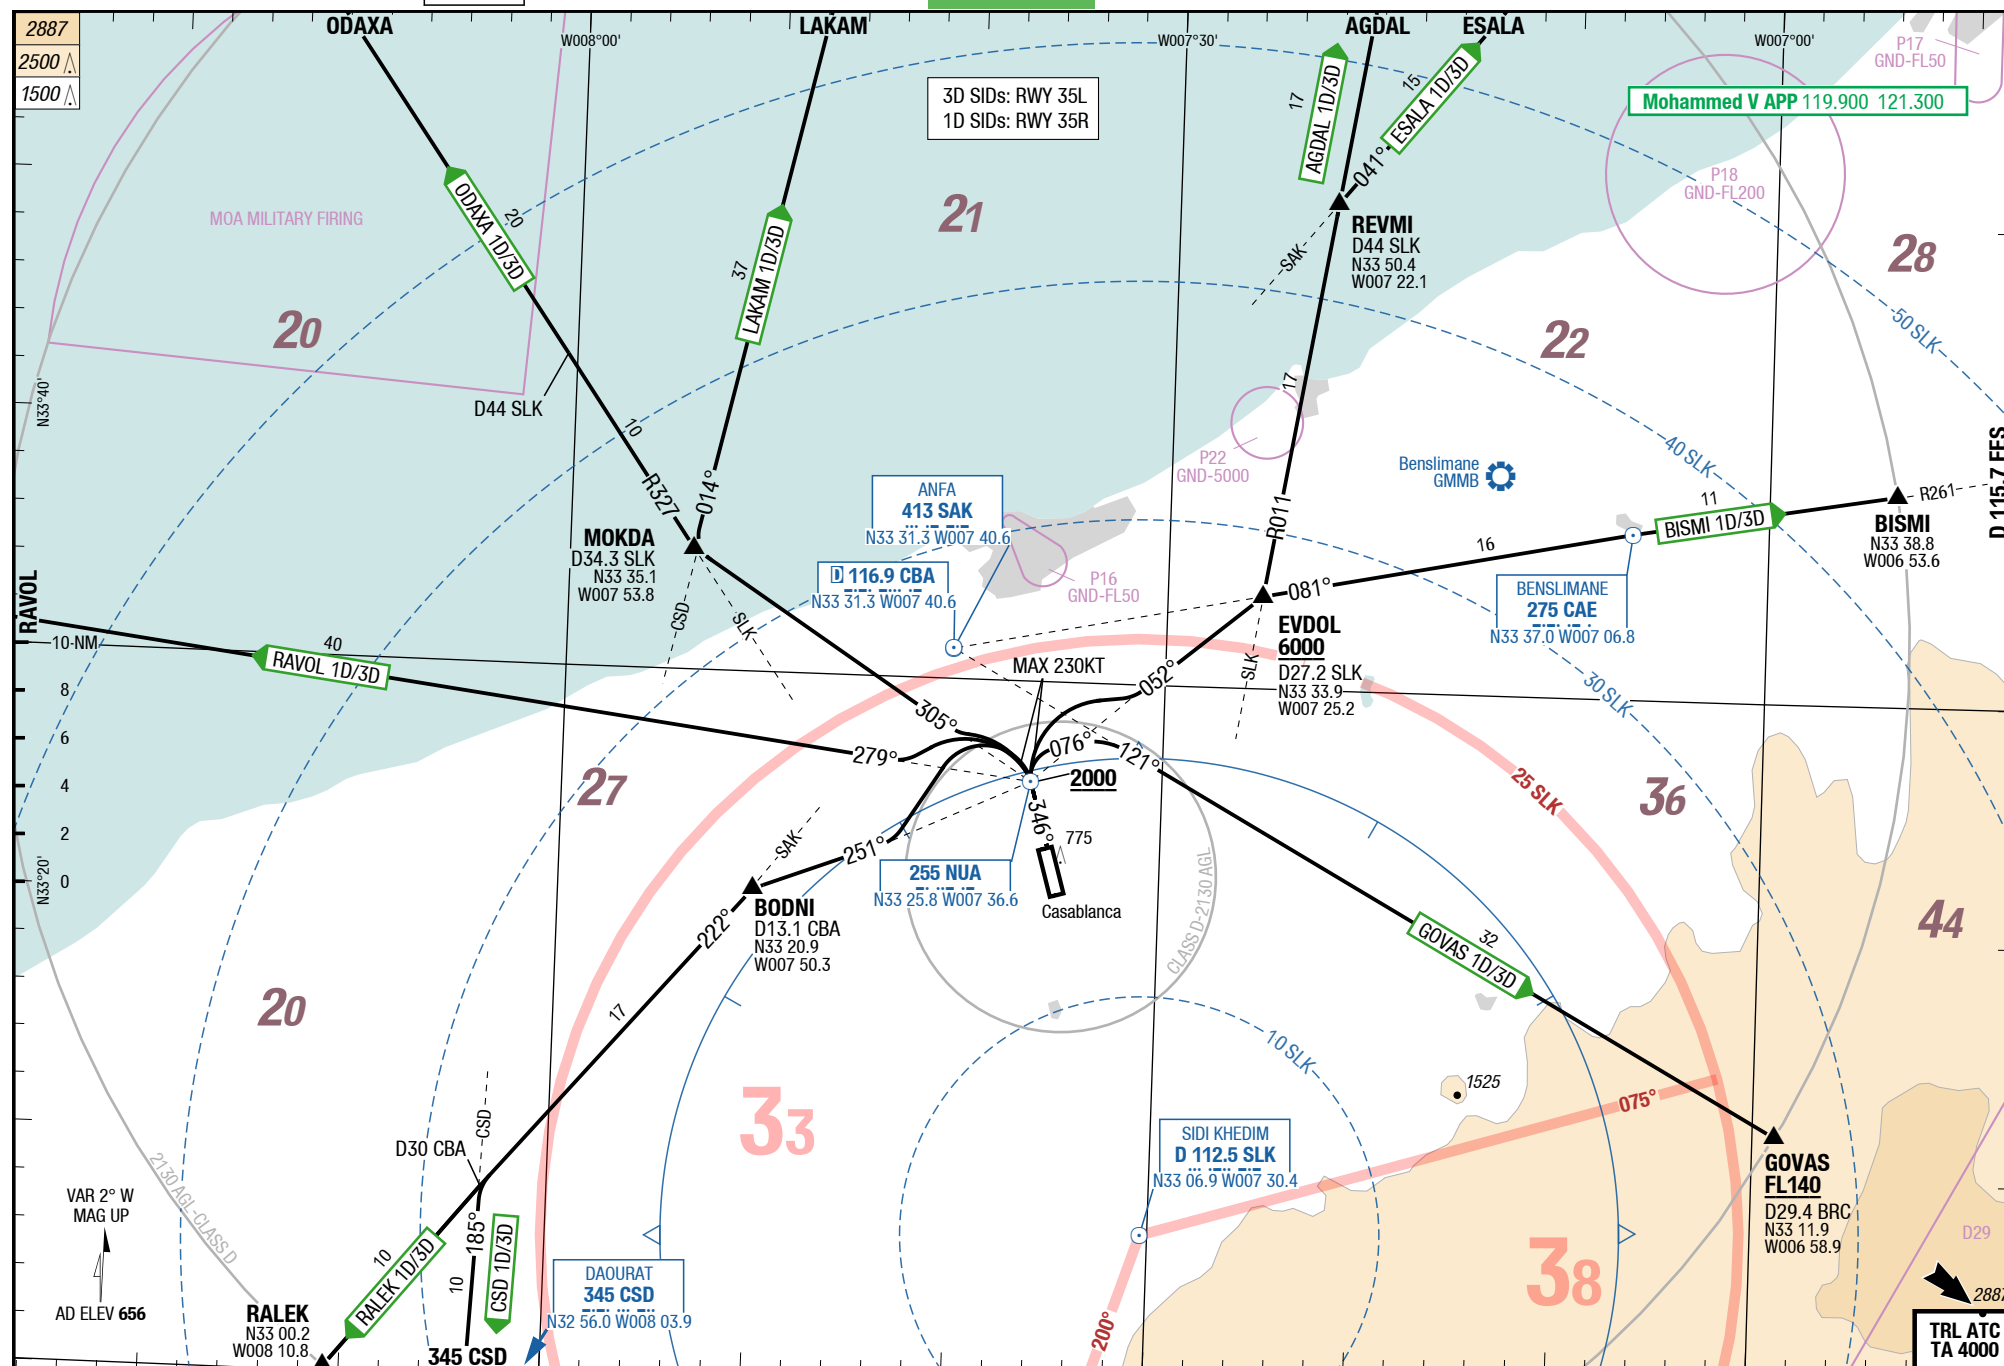 2887
2500
1500
ODAXA
LAKAM
AGDAL
ESALA
W008°00'
W007°30'
W007°00'
3D SIDs: RWY 35L
1D SIDs: RWY 35R
Mohammed V APP 119.900 121.300
P17
GND-FL50
P18
GND-FL200
MOA MILITARY FIRING
ODAXA 1D/3D
20
LAKAM 1D/3D
37
AGDAL 1D/3D
17
ESALA 1D/3D
15
041°
REVMI
D44 SLK
N33 50.4
W007 22.1
SAK
21
20
28
22
50 SLK
N33°40'
D44 SLK
10
R327
014°
17
P22
GND-5000
R011
Benslimane
GMMB
40 SLK
11
BISMI 1D/3D
R261
D 115.7 FES
BISMI
N33 38.8
W006 53.6
ANFA
413 SAK
N33 31.3 W007 40.6
D 116.9 CBA
N33 31.3 W007 40.6
P16
GND-FL50
MOKDA
D34.3 SLK
N33 35.1
W007 53.8
CSD
SLK
16
081°
BENSLIMANE
275 CAE
N33 37.0 W007 06.8
EVDOL
6000
D27.2 SLK
N33 33.9
W007 25.2
SLK
30 SLK
RAVOL
10-NM
8
6
4
2
0
N33°20'
40
RAVOL 1D/3D
MAX 230KT
052°
305°
279°
076°
121°
2000
27
36
25 SLK
346°
775
SAK
251°
255 NUA
N33 25.8 W007 36.6
Casablanca
CLASS D-2130 AGL
BODNI
D13.1 CBA
N33 20.9
W007 50.3
222°
17
32
GOVAS 1D/3D
44
20
10 SLK
33
1525
075°
D30 CBA
CSD
SIDI KHEDIM
D 112.5 SLK
N33 06.9 W007 30.4
GOVAS
FL140
D29.4 BRC
N33 11.9
W006 58.9
2130 AGL-CLASS D
VAR 2° W
MAG UP
AD ELEV 656
185°
10
CSD 1D/3D
10
RALEK 1D/3D
DAOURAT
345 CSD
N32 56.0 W008 03.9
RALEK
N33 00.2
W008 10.8
345 CSD
200°
38
D29
2887
TRL ATC
TA 4000